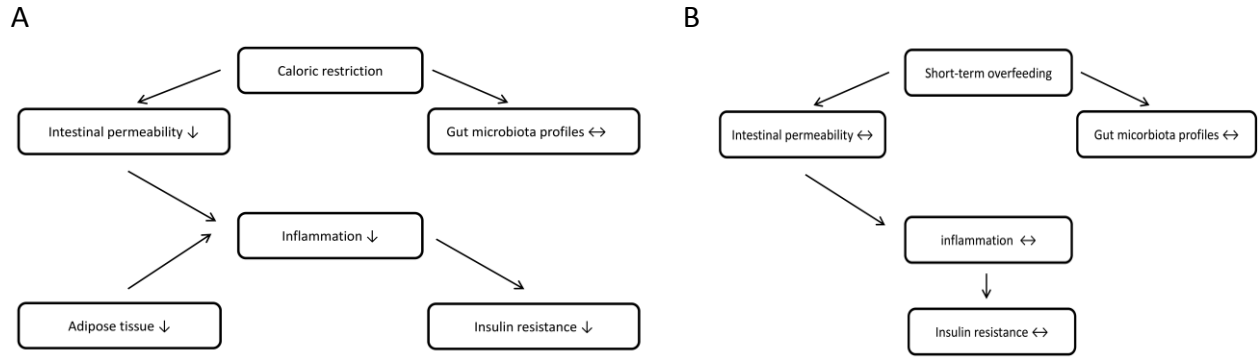 A
Caloric restriction
Intestinal permeability ↓
Gut microbiota profiles ↔
Inflammation ↓
Adipose tissue ↓
Insulin resistance ↓
B
Short-term overfeeding
Intestinal permeability ↔
Gut micorbiota profiles ↔
inflammation ↔
Insulin resistance ↔